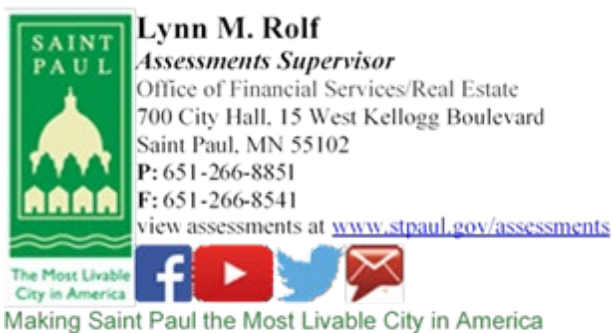 SAINT
PAUL
The Most Livable
City in America
Lynn M. Rolf
Assessments Supervisor
Office of Financial Services/Real Estate
700 City Hall, 15 West Kellogg Boulevard
Saint Paul, MN 55102
P: 651-266-8851
F: 651-266-8541
view assessments at www.stpaul.gov/assessments
Making Saint Paul the Most Livable City in America